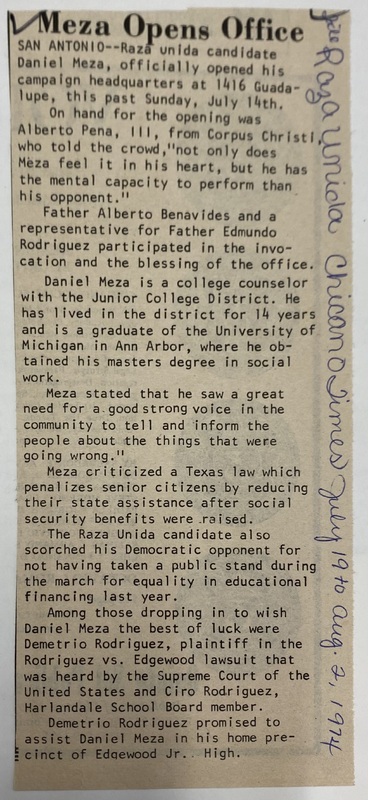 Meza Opens Office
SAN ANTONIO--Raza unida candidate
Daniel Meza, officially opened his
campaign headquarters at 1416 Guada-
lupe, this past Sunday, July 14th.
On hand for the opening was
Alberto Pena, III, from Corpus Christi,
who told the crowd,"not only does
Meza feel it in his heart, but he has
the mental capacity to perform than
his opponent."
Father Alberto Benavides and a
representative for Father Edmundo
Rodriguez participated in the invo-
cation and the blessing of the office.
Daniel Meza is a college counselor
with the Junior College District. He
has lived in the district for 14 years
and is a graduate of the University of
Michigan in Ann Arbor, where he ob-
tained his masters degree in social
work.
Meza stated that he saw a great
need for a good strong voice in the
community to tell and inform the
people about the things that were
going wrong."
Meza criticized a Texas law which
penalizes senior citizens by reducing
their state assistance after social
security benefits were raised.
The Raza Unida candidate also
scorched his Democratic opponent for
not having taken a public stand during
the march for equality in educational
financing last year.
Among those dropping in to wish
Daniel Meza the best of luck were
Demetrio Rodriguez, plaintiff in the
Rodriguez vs. Edgewood lawsuit that
was heard by the Supreme Court of the
United States and Ciro Rodriguez,
Harlandale School Board member.
Demetrio Rodriguez promised to
assist Daniel Meza in his home pre-
cinct of Edgewood Jr. High.
file Raza Unida Chicano Times July 19 to Aug 2, 1974